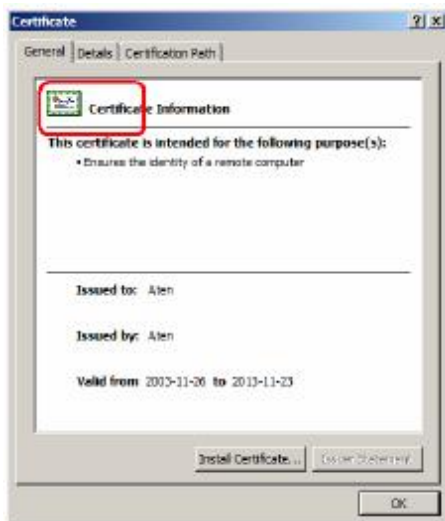 Certificate
General Details Certification Path
Certificate Information
This certificate is intended for the following purpose(s):
• Ensures the identity of a remote computer
Issued to: Aten
Issued by: Aten
Valid from 2003-11-26 to 2013-11-23
Install Certificate... Issuer Statement
OK